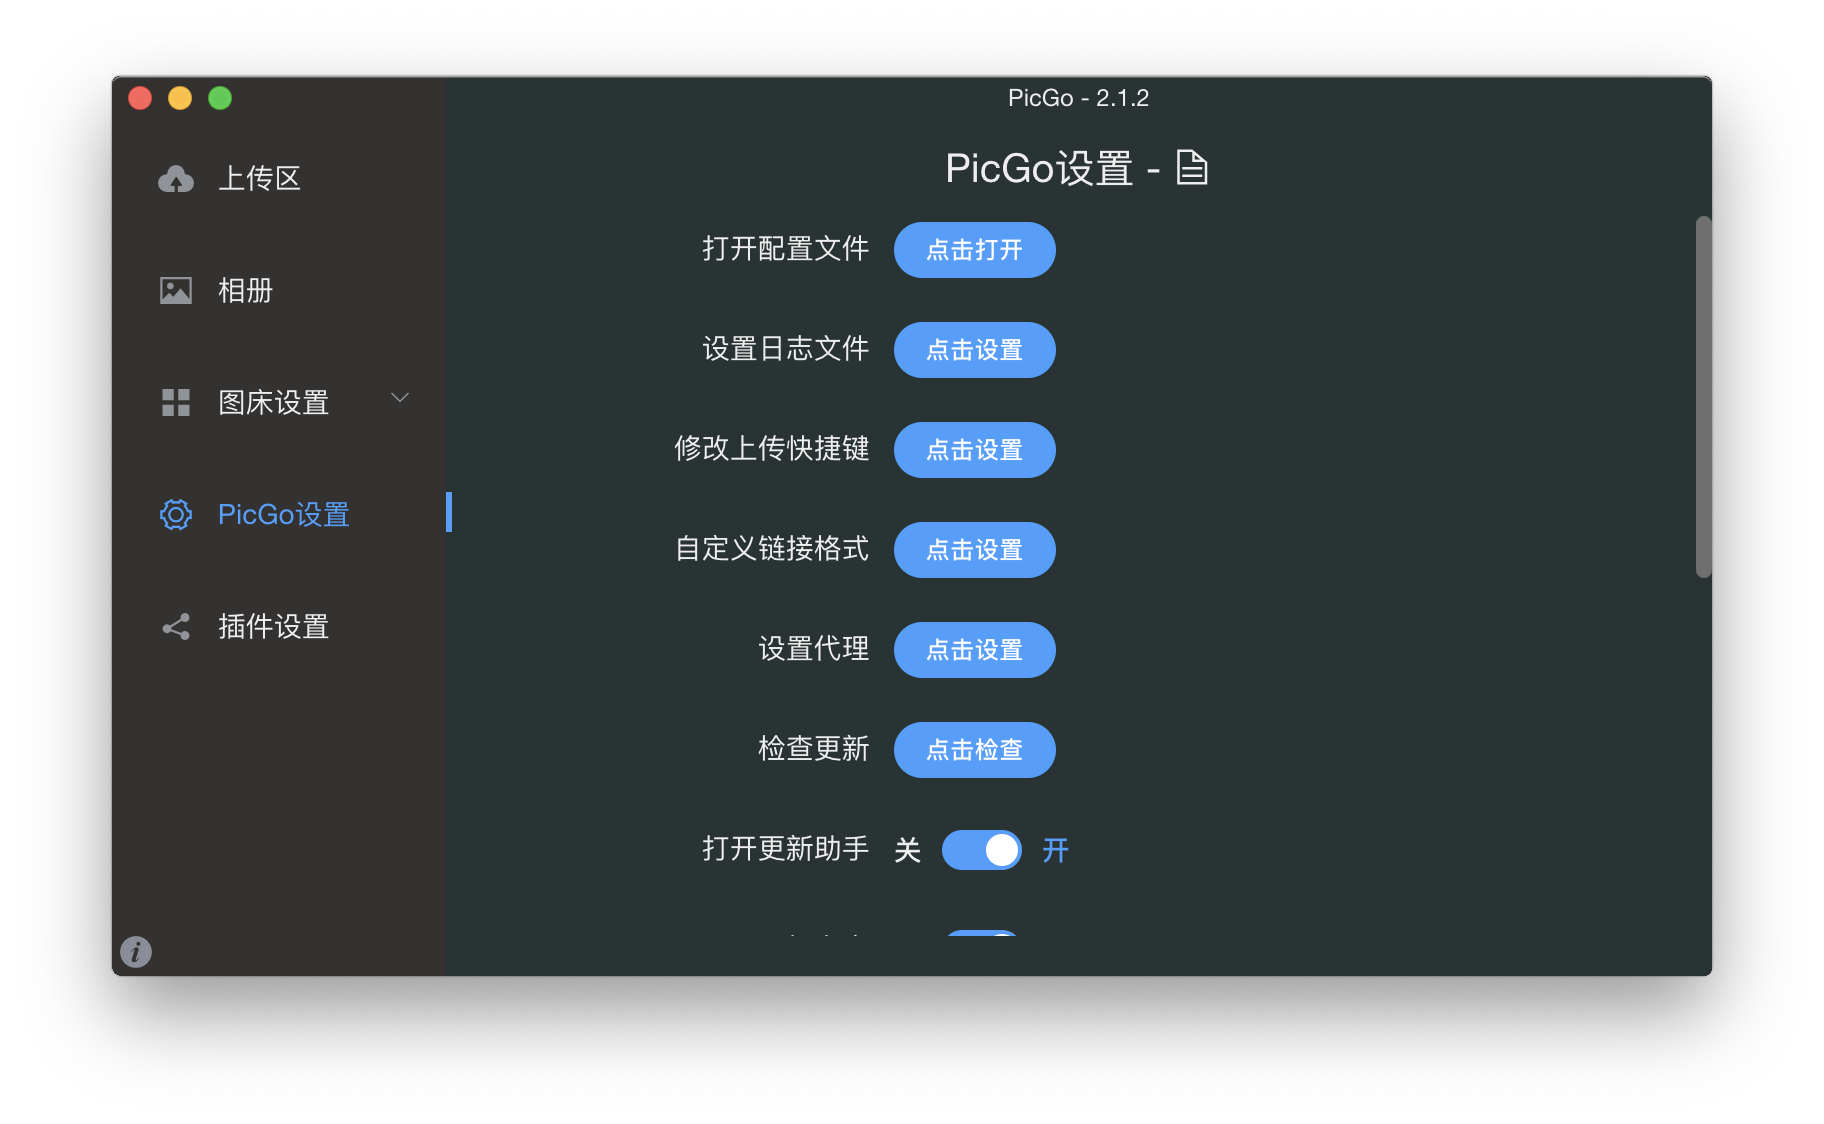 PicGo - 2.1.2
上传区
相册
图床设置
PicGo设置
插件设置
PicGo设置 -
打开配置文件 点击打开
设置日志文件 点击设置
修改上传快捷键 点击设置
自定义链接格式 点击设置
设置代理 点击设置
检查更新 点击检查
打开更新助手 关 开